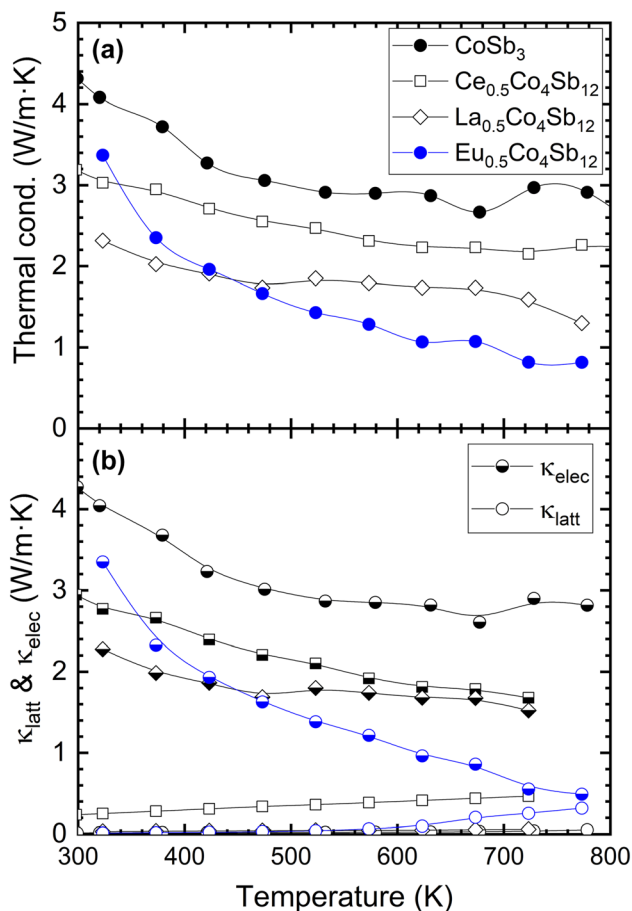 (a)
CoSb3
Ce0.5Co4Sb12
La0.5Co4Sb12
Eu0.5Co4Sb12
Thermal cond. (W/m·K)
5
4
3
2
1
0
(b)
κelec
κlatt
κlatt & κelec (W/m·K)
4
3
2
1
0
300 400 500 600 700 800
Temperature (K)